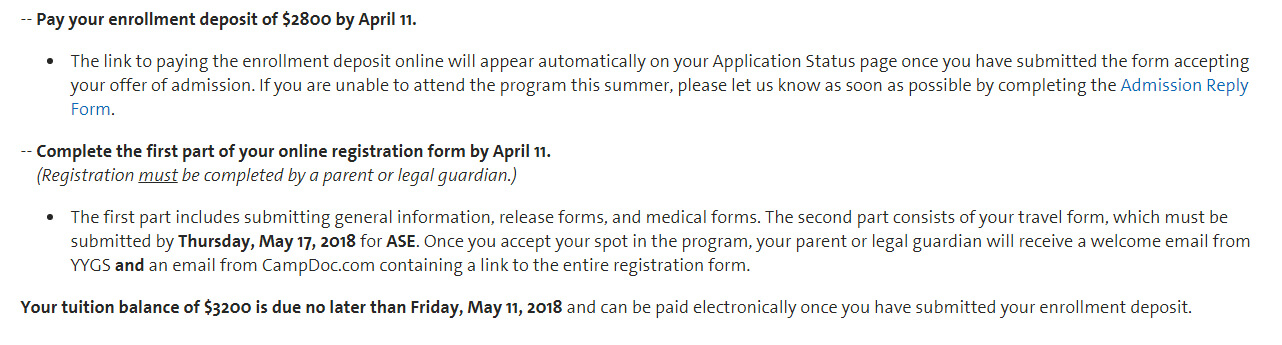 -- Pay your enrollment deposit of $2800 by April 11.
• The link to paying the enrollment deposit online will appear automatically on your Application Status page once you have submitted the form accepting
your offer of admission. If you are unable to attend the program this summer, please let us know as soon as possible by completing the Admission Reply
Form.
-- Complete the first part of your online registration form by April 11.
(Registration must be completed by a parent or legal guardian.)
• The first part includes submitting general information, release forms, and medical forms. The second part consists of your travel form, which must be
submitted by Thursday, May 17, 2018 for ASE. Once you accept your spot in the program, your parent or legal guardian will receive a welcome email from
YYGS and an email from CampDoc.com containing a link to the entire registration form.
Your tuition balance of $3200 is due no later than Friday, May 11, 2018 and can be paid electronically once you have submitted your enrollment deposit.